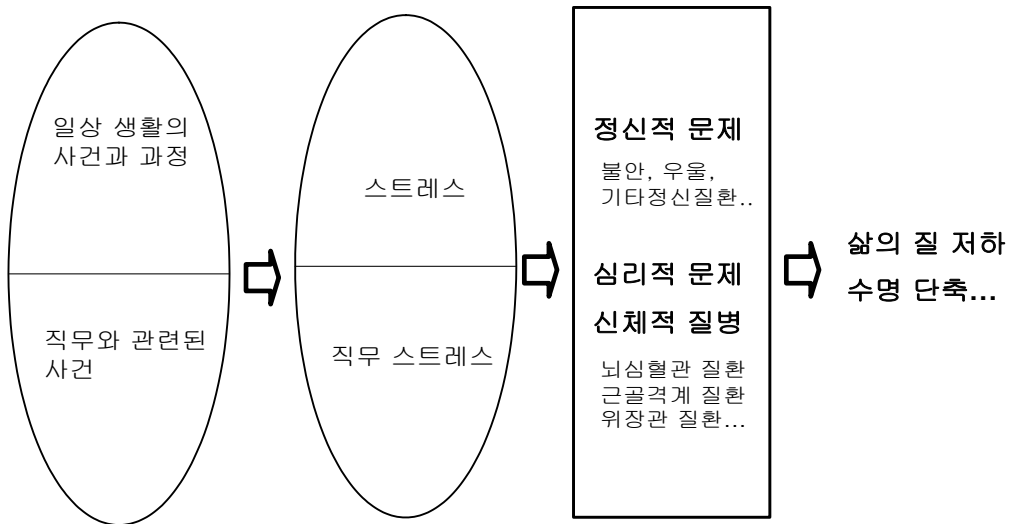 일상 생활의
사건과 과정
직무와 관련된
사건
스트레스
직무 스트레스
정신적 문제
불안, 우울,
기타정신질환..
심리적 문제
신체적 질병
뇌심혈관 질환
근골격계 질환
위장관 질환...
삶의 질 저하
수명 단축...